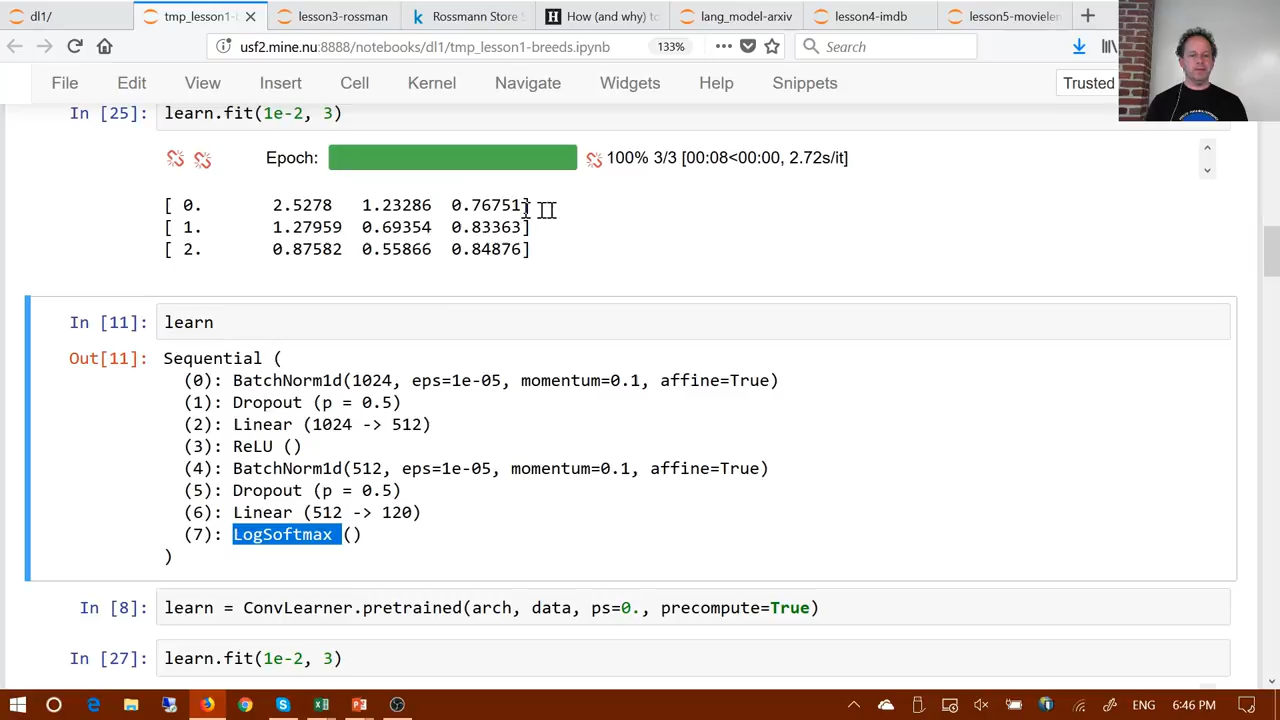 dl1/ tmp_lesson1- lesson3-rossman Rossmann Store How (and why) to lang_model-arxiv lesson4-imdb lesson5-movielen
usf2.mine.nu:8888/notebooks/dl1/tmp_lesson1-breeds.ipynb 133% Search
File Edit View Insert Cell Kernel Navigate Widgets Help Snippets Trusted
In [25]: learn.fit(1e-2, 3)
Epoch: 100% 3/3 [00:08<00:00, 2.72s/it]
[ 0. 2.5278 1.23286 0.76751]
[ 1. 1.27959 0.69354 0.83363]
[ 2. 0.87582 0.55866 0.84876]
In [11]: learn
Out[11]: Sequential (
(0): BatchNorm1d(1024, eps=1e-05, momentum=0.1, affine=True)
(1): Dropout (p = 0.5)
(2): Linear (1024 -> 512)
(3): ReLU ()
(4): BatchNorm1d(512, eps=1e-05, momentum=0.1, affine=True)
(5): Dropout (p = 0.5)
(6): Linear (512 -> 120)
(7): LogSoftmax ()
)
In [8]: learn = ConvLearner.pretrained(arch, data, ps=0., precompute=True)
In [27]: learn.fit(1e-2, 3)
ENG 6:46 PM